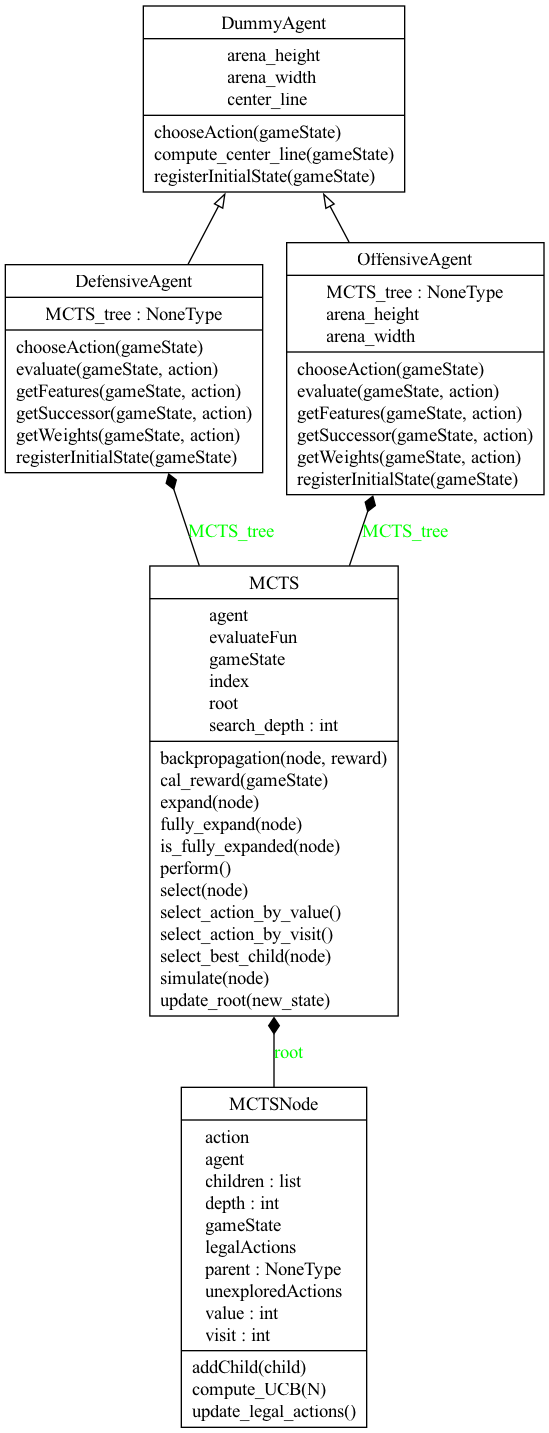 DummyAgent
arena_height
arena_width
center_line
chooseAction(gameState)
compute_center_line(gameState)
registerInitialState(gameState)
DefensiveAgent
MCTS_tree : NoneType
chooseAction(gameState)
evaluate(gameState, action)
getFeatures(gameState, action)
getSuccessor(gameState, action)
getWeights(gameState, action)
registerInitialState(gameState)
OffensiveAgent
MCTS_tree : NoneType
arena_height
arena_width
chooseAction(gameState)
evaluate(gameState, action)
getFeatures(gameState, action)
getSuccessor(gameState, action)
getWeights(gameState, action)
registerInitialState(gameState)
MCTS_tree
MCTS_tree
MCTS
agent
evaluateFun
gameState
index
root
search_depth : int
backpropagation(node, reward)
cal_reward(gameState)
expand(node)
fully_expand(node)
is_fully_expanded(node)
perform()
select(node)
select_action_by_value()
select_action_by_visit()
select_best_child(node)
simulate(node)
update_root(new_state)
root
MCTSNode
action
agent
children : list
depth : int
gameState
legalActions
parent : NoneType
unexploredActions
value : int
visit : int
addChild(child)
compute_UCB(N)
update_legal_actions()